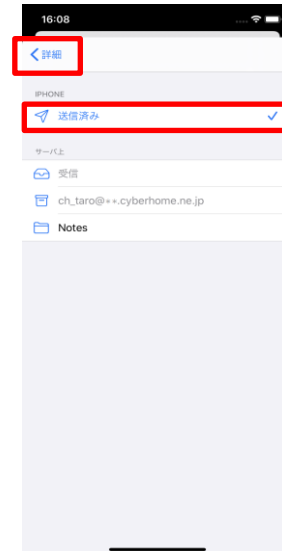 16:08
詳細
IPHONE
送信済み
サーバ上
受信
ch_taro@**.cyberhome.ne.jp
Notes